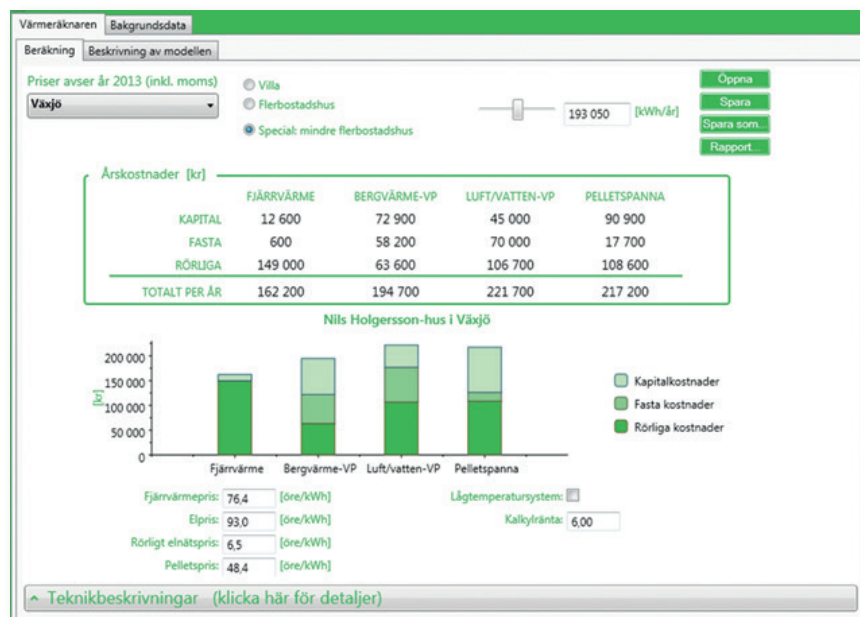 Värmeräknaren Bakgrundsdata
Beräkning Beskrivning av modellen
Priser avser år 2013 (inkl. moms)
Växjö
Villa
Flerbostadshus
Special: mindre flerbostadshus
193 050 [kWh/år]
Öppna
Spara
Spara som...
Rapport...
Årskostnader [kr]
FJÄRRVÄRME BERGVÄRME-VP LUFT/VATTEN-VP PELLETSPANNA
KAPITAL 12 600 72 900 45 000 90 900
FASTA 600 58 200 70 000 17 700
RÖRLIGA 149 000 63 600 106 700 108 600
TOTALT PER ÅR 162 200 194 700 221 700 217 200
Nils Holgersson-hus i Växjö
[kr]
200 000
150 000
100 000
50 000
0
Fjärrvärme Bergvärme-VP Luft/vatten-VP Pelletspanna
Kapitalkostnader
Fasta kostnader
Rörliga kostnader
Fjärrvärmepris: 76,4 [öre/kWh]
Elpris: 93,0 [öre/kWh]
Rörligt elnätspris: 6,5 [öre/kWh]
Pelletspris: 48,4 [öre/kWh]
Lågtemperatursystem:
Kalkylränta: 6,00
Teknikbeskrivningar (klicka här för detaljer)